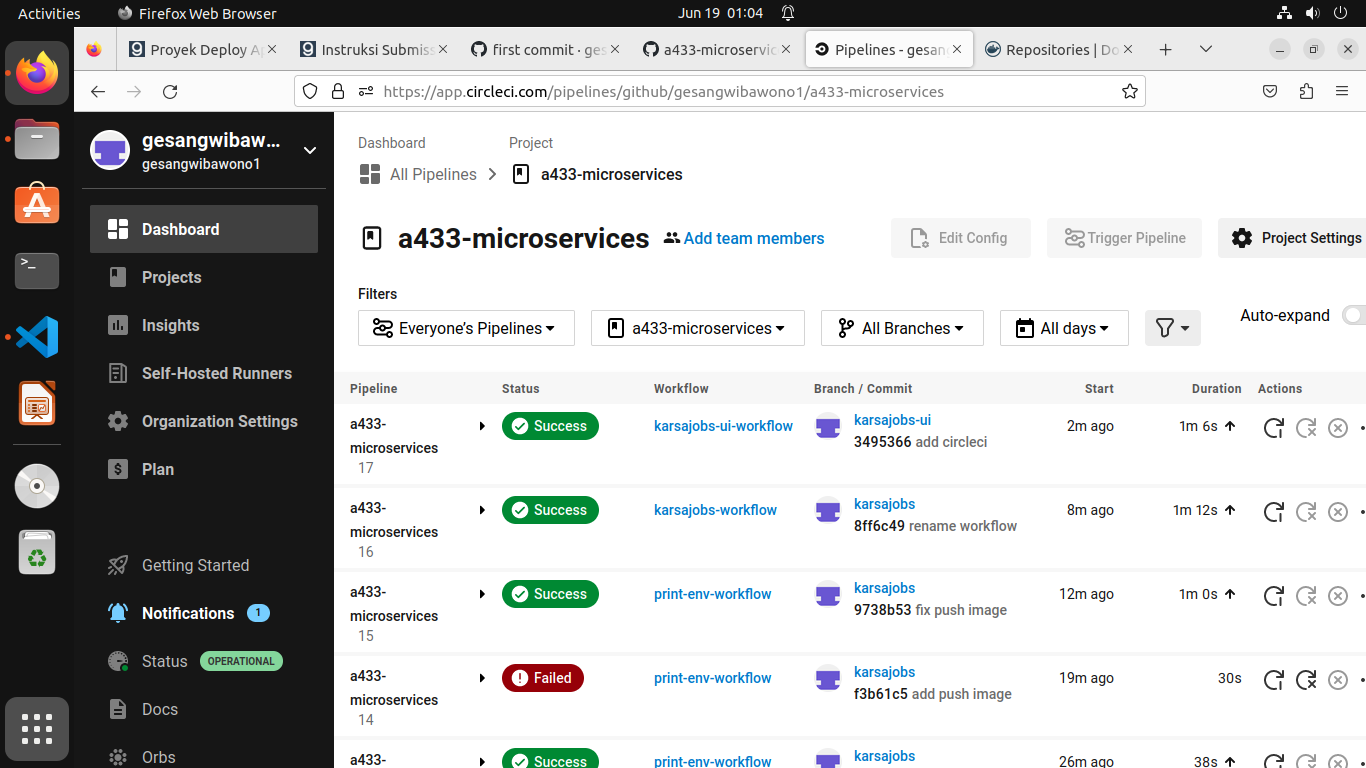 Activities
Firefox Web Browser
Jun 19 01:04
Proyek Deploy Ap
Instruksi Submiss
first commit · ges
a433-microservic
Pipelines - gesang
Repositories | Do
https://app.circleci.com/pipelines/github/gesangwibawono1/a433-microservices
gesangwibaw...
gesangwibawono1
Dashboard
Projects
Insights
Self-Hosted Runners
Organization Settings
Plan
Getting Started
Notifications 1
Status OPERATIONAL
Docs
Orbs
Dashboard Project
All Pipelines a433-microservices
a433-microservices Add team members Edit Config Trigger Pipeline Project Settings
Filters
Everyone's Pipelines a433-microservices All Branches All days Auto-expand
Pipeline Status Workflow Branch / Commit Start Duration Actions
a433-microservices 17 Success karsajobs-ui-workflow karsajobs-ui 3495366 add circleci 2m ago 1m 6s
a433-microservices 16 Success karsajobs-workflow karsajobs 8ff6c49 rename workflow 8m ago 1m 12s
a433-microservices 15 Success print-env-workflow karsajobs 9738b53 fix push image 12m ago 1m 0s
a433-microservices 14 Failed print-env-workflow karsajobs f3b61c5 add push image 19m ago 30s
a433- Success print-env-workflow karsajobs 26m ago 38s